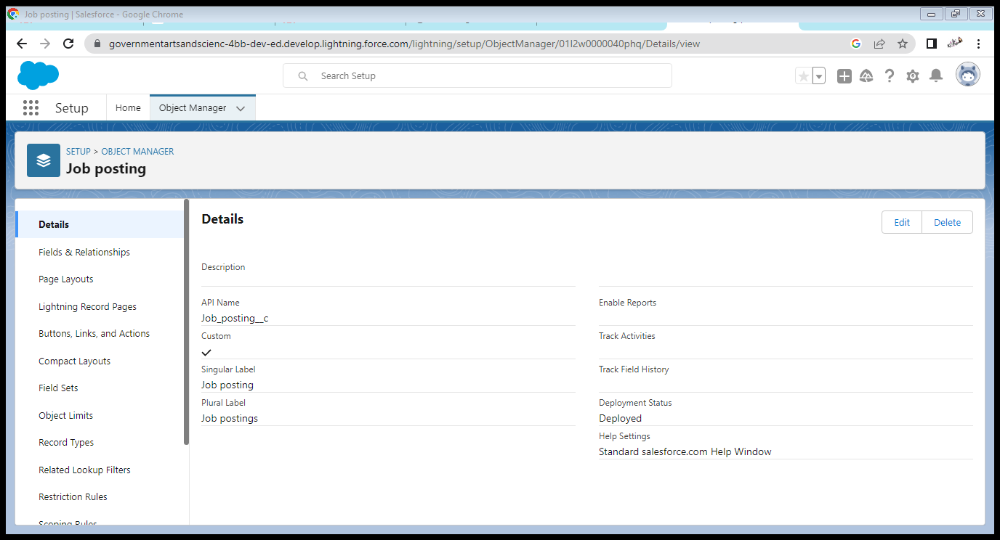 Job posting | Salesforce - Google Chrome
governmentartsandscienc-4bb-dev-ed.develop.lightning.force.com/lightning/setup/ObjectManager/01I2w0000040phq/Details/view
Search Setup
Setup
Home
Object Manager
SETUP > OBJECT MANAGER
Job posting
Details
Fields & Relationships
Page Layouts
Lightning Record Pages
Buttons, Links, and Actions
Compact Layouts
Field Sets
Object Limits
Record Types
Related Lookup Filters
Restriction Rules
Scoping Rules
Details
Edit
Delete
Description
API Name
Job_posting__c
Custom
Singular Label
Job posting
Plural Label
Job postings
Enable Reports
Track Activities
Track Field History
Deployment Status
Deployed
Help Settings
Standard salesforce.com Help Window